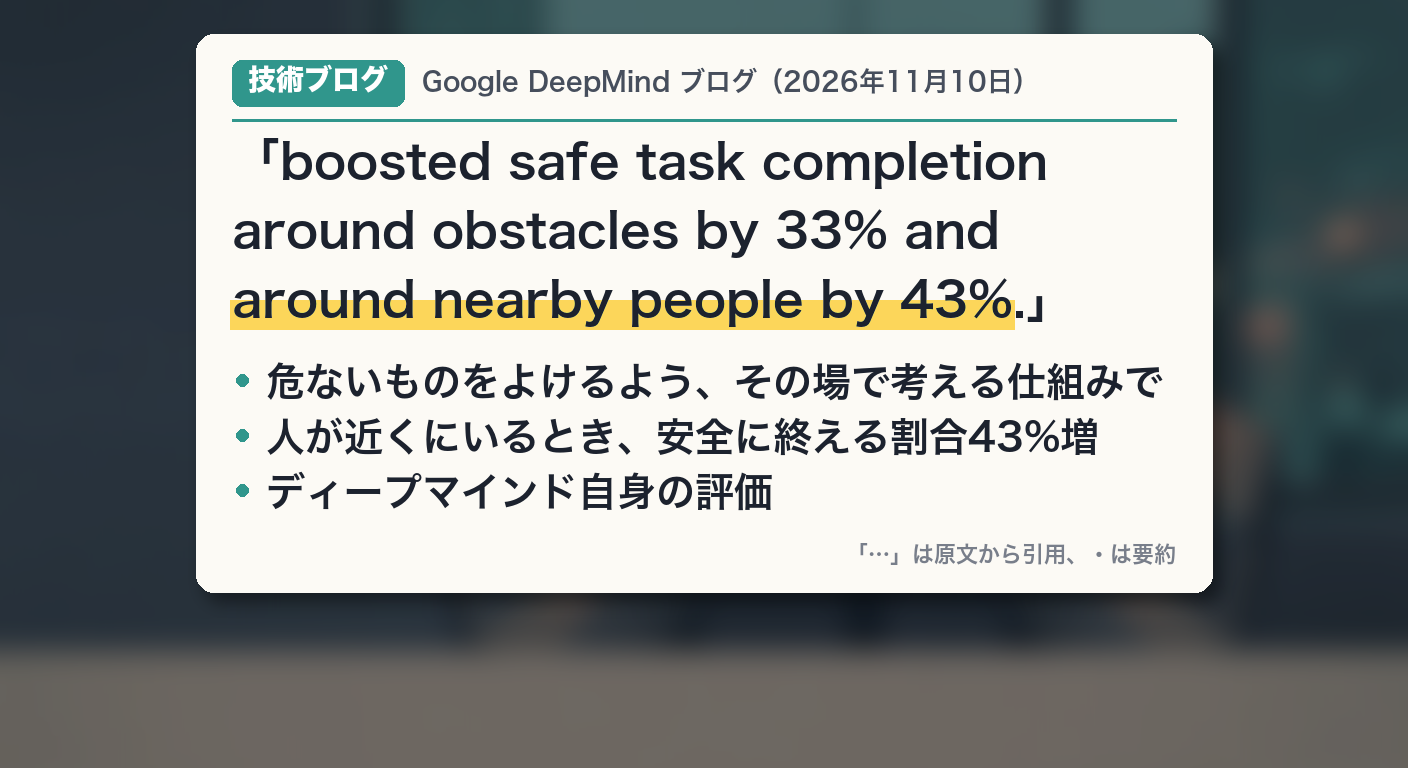 技術ブログ
Google DeepMind ブログ（2026年11月10日）
「boosted safe task completion
around obstacles by 33% and
around nearby people by 43%.」
• 危ないものをよけるよう、その場で考える仕組みで
• 人が近くにいるとき、安全に終える割合43%増
• ディープマインド自身の評価
「…」は原文から引用、・は要約